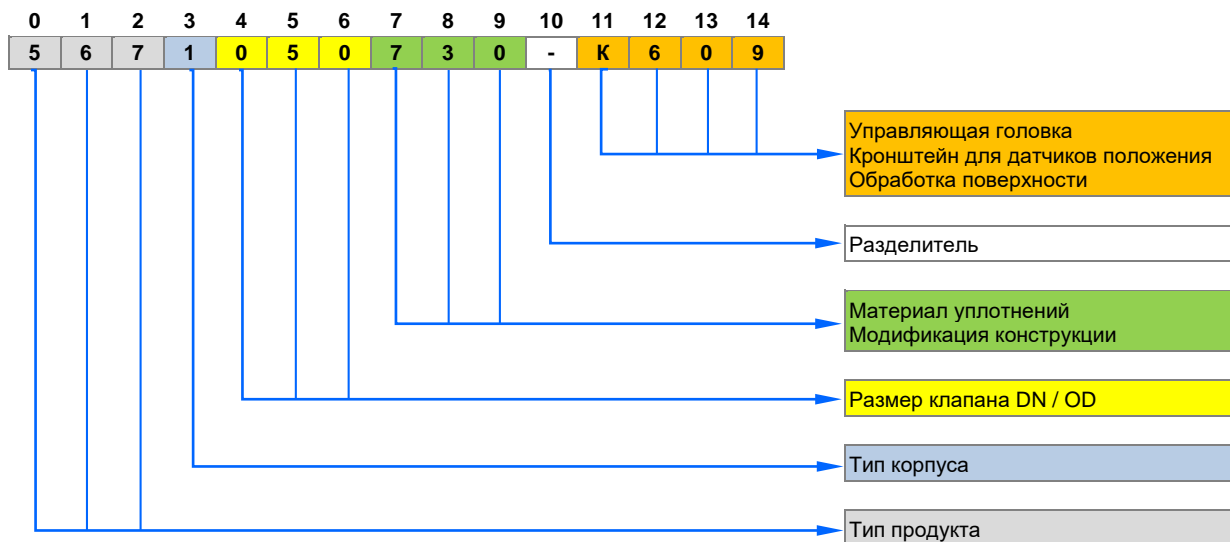 0 1 2 3 4 5 6 7 8 9 10 11 12 13 14
5 6 7 1 0 5 0 7 3 0 - K 6 0 9
Управляющая головка
Кронштейн для датчиков положения
Обработка поверхности
Разделитель
Материал уплотнений
Модификация конструкции
Размер клапана DN / OD
Тип корпуса
Тип продукта